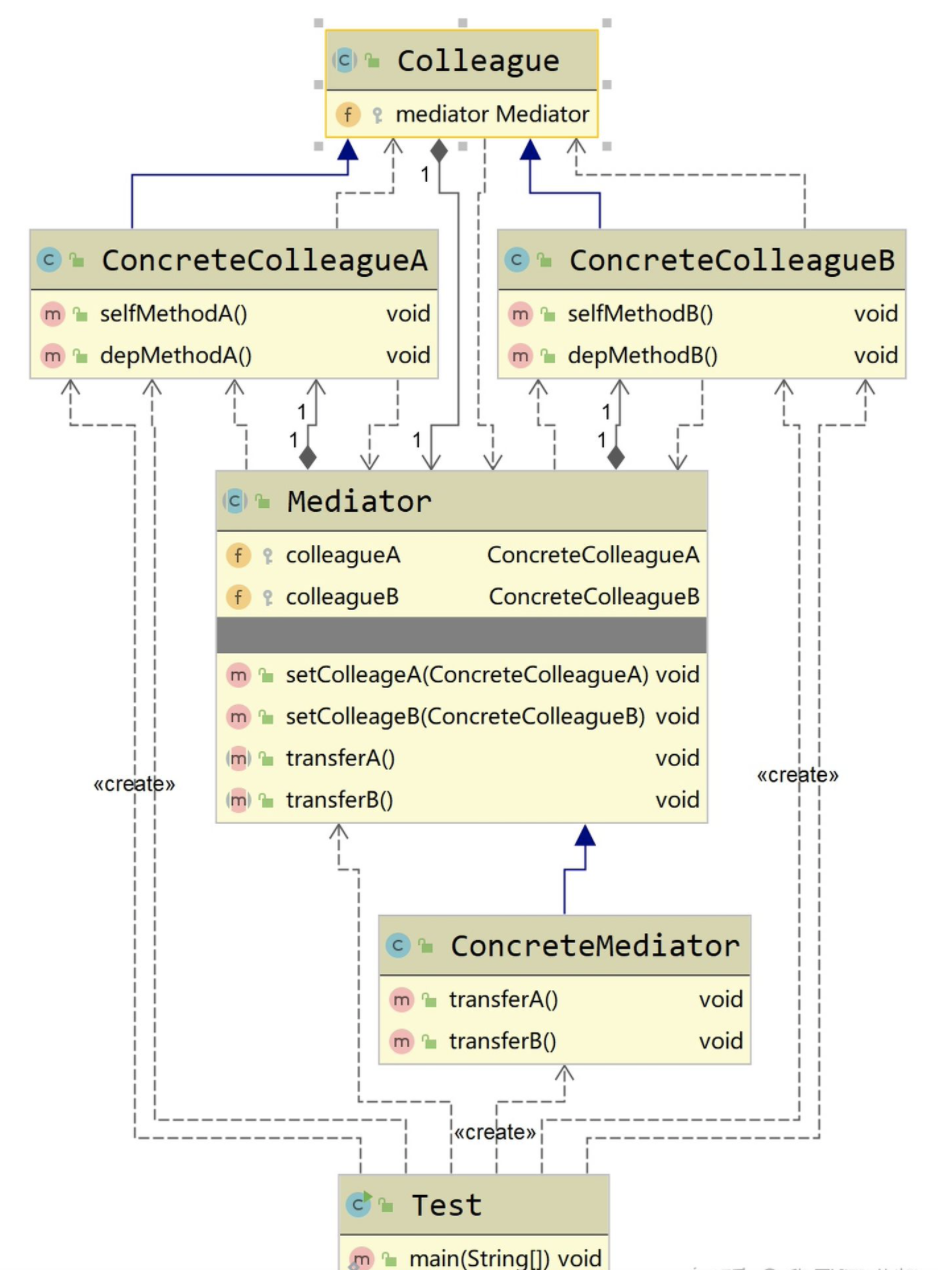 Colleague
f mediator Mediator
1
ConcreteColleagueA
m selfMethodA() void
m depMethodA() void
ConcreteColleagueB
m selfMethodB() void
m depMethodB() void
1
1
1
1
1
Mediator
f colleagueA ConcreteColleagueA
f colleagueB ConcreteColleagueB
m setColleageA(ConcreteColleagueA) void
m setColleageB(ConcreteColleagueB) void
m transferA() void
m transferB() void
«create»
«create»
ConcreteMediator
m transferA() void
m transferB() void
«create»
Test
m main(String[]) void